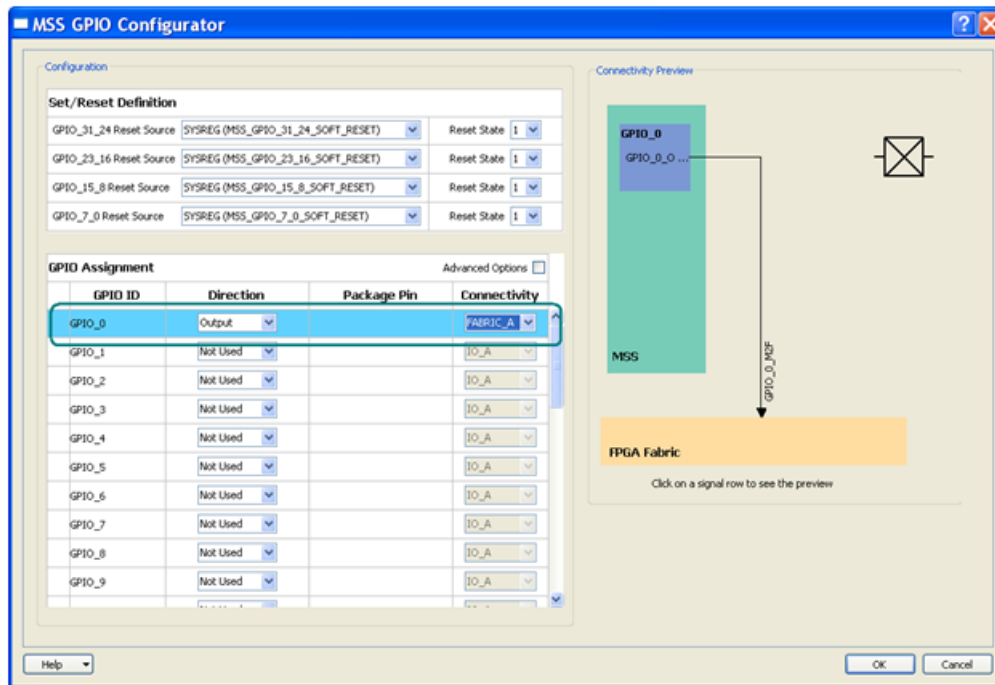 MSS GPIO Configurator
Configuration
Set/Reset Definition
GPIO_31_24 Reset Source SYSREG (MSS_GPIO_31_24_SOFT_RESET) Reset State 1
GPIO_23_16 Reset Source SYSREG (MSS_GPIO_23_16_SOFT_RESET) Reset State 1
GPIO_15_8 Reset Source SYSREG (MSS_GPIO_15_8_SOFT_RESET) Reset State 1
GPIO_7_0 Reset Source SYSREG (MSS_GPIO_7_0_SOFT_RESET) Reset State 1
GPIO Assignment Advanced Options
GPIO ID Direction Package Pin Connectivity
GPIO_0 Output FABRIC_A
GPIO_1 Not Used IO_A
GPIO_2 Not Used IO_A
GPIO_3 Not Used IO_A
GPIO_4 Not Used IO_A
GPIO_5 Not Used IO_A
GPIO_6 Not Used IO_A
GPIO_7 Not Used IO_A
GPIO_8 Not Used IO_A
GPIO_9 Not Used IO_A
Connectivity Preview
GPIO_0
GPIO_0_O ...
MSS
GPIO_0_M2F
FPGA Fabric
Click on a signal row to see the preview
Help
OK
Cancel